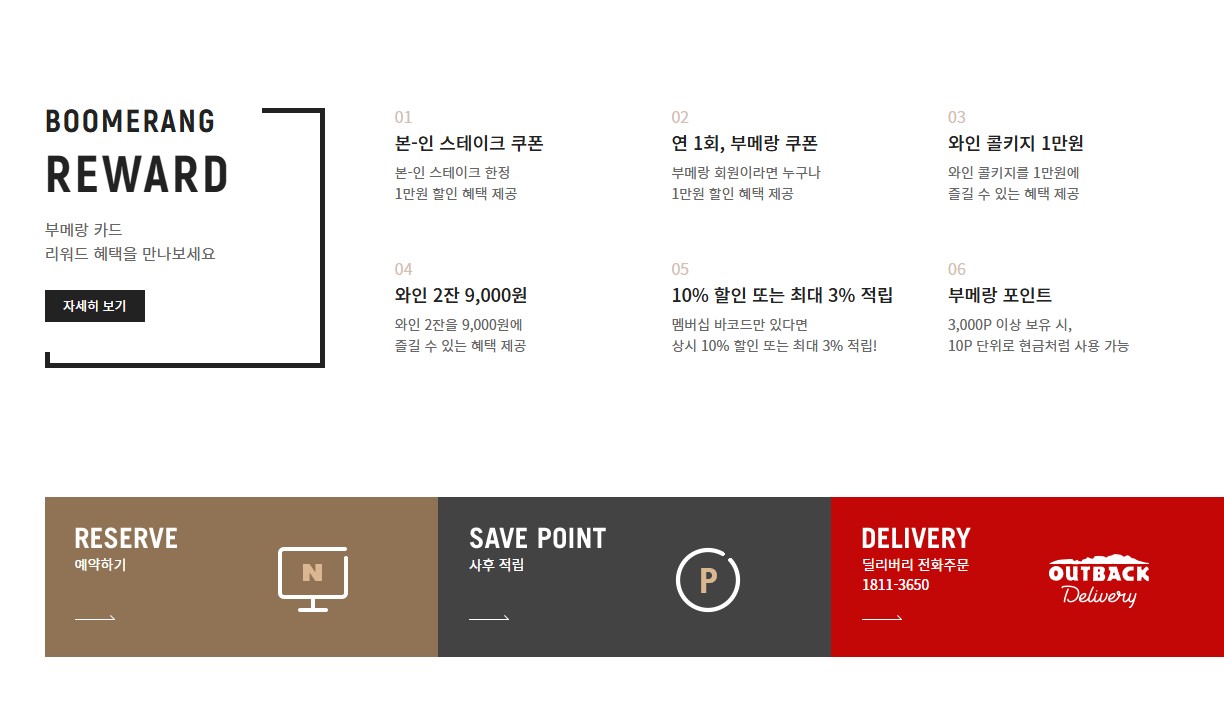 BOOMERANG
REWARD
부메랑 카드
리워드 혜택을 만나보세요
자세히 보기
01
본-인 스테이크 쿠폰
본-인 스테이크 한정
1만원 할인 혜택 제공
02
연 1회, 부메랑 쿠폰
부메랑 회원이라면 누구나
1만원 할인 혜택 제공
03
와인 콜키지 1만원
와인 콜키지를 1만원에
즐길 수 있는 혜택 제공
04
와인 2잔 9,000원
와인 2잔을 9,000원에
즐길 수 있는 혜택 제공
05
10% 할인 또는 최대 3% 적립
멤버십 바코드만 있다면
상시 10% 할인 또는 최대 3% 적립!
06
부메랑 포인트
3,000P 이상 보유 시,
10P 단위로 현금처럼 사용 가능
RESERVE
예약하기
N
SAVE POINT
사후 적립
P
DELIVERY
딜리버리 전화주문
1811-3650
OUTBACK
Delivery